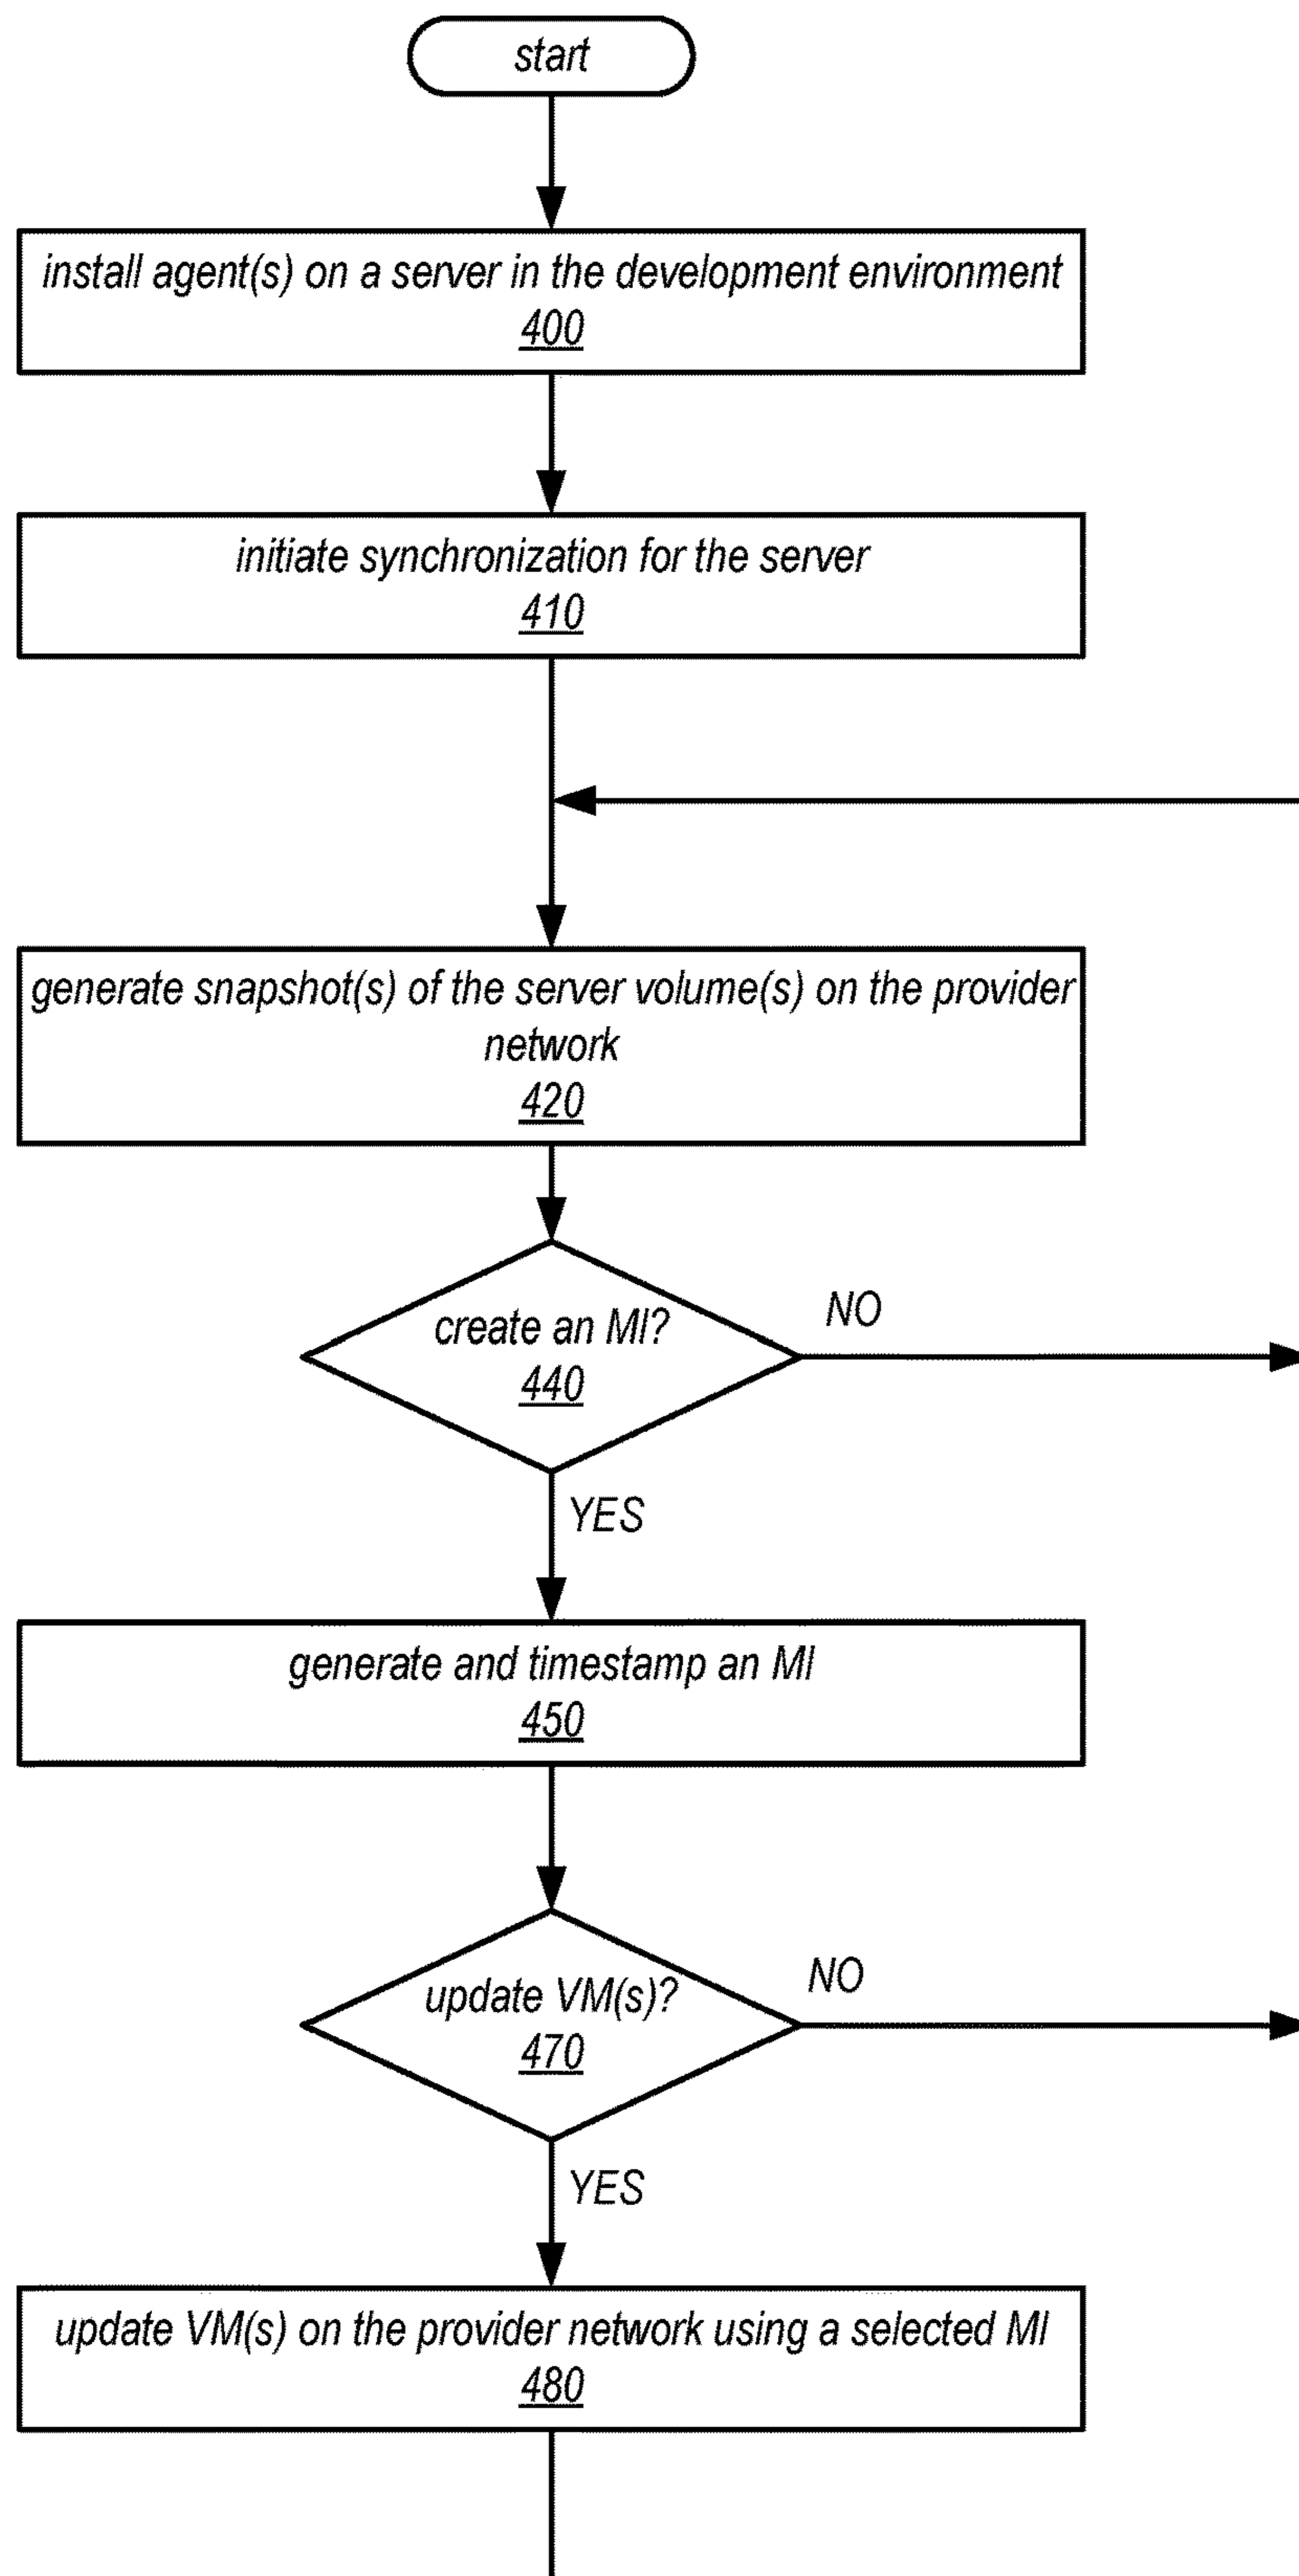 start
install agent(s) on a server in the development environment
400
initiate synchronization for the server
410
generate snapshot(s) of the server volume(s) on the provider
network
420
create an MI?
440
NO
YES
generate and timestamp an MI
450
update VM(s)?
470
NO
YES
update VM(s) on the provider network using a selected MI
480